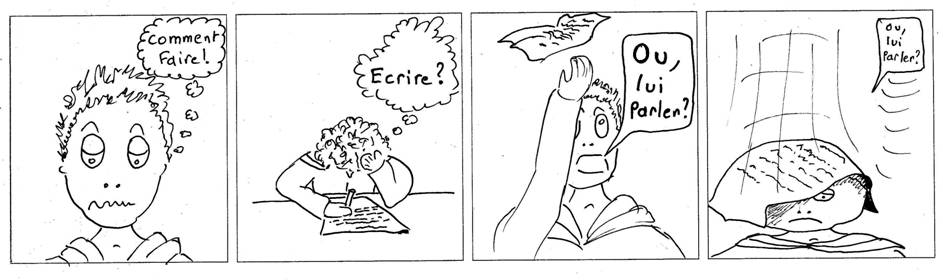 Comment
Faire!
Ecrire?
Ou,
lui
Parler?
Ou,
lui
Parler?